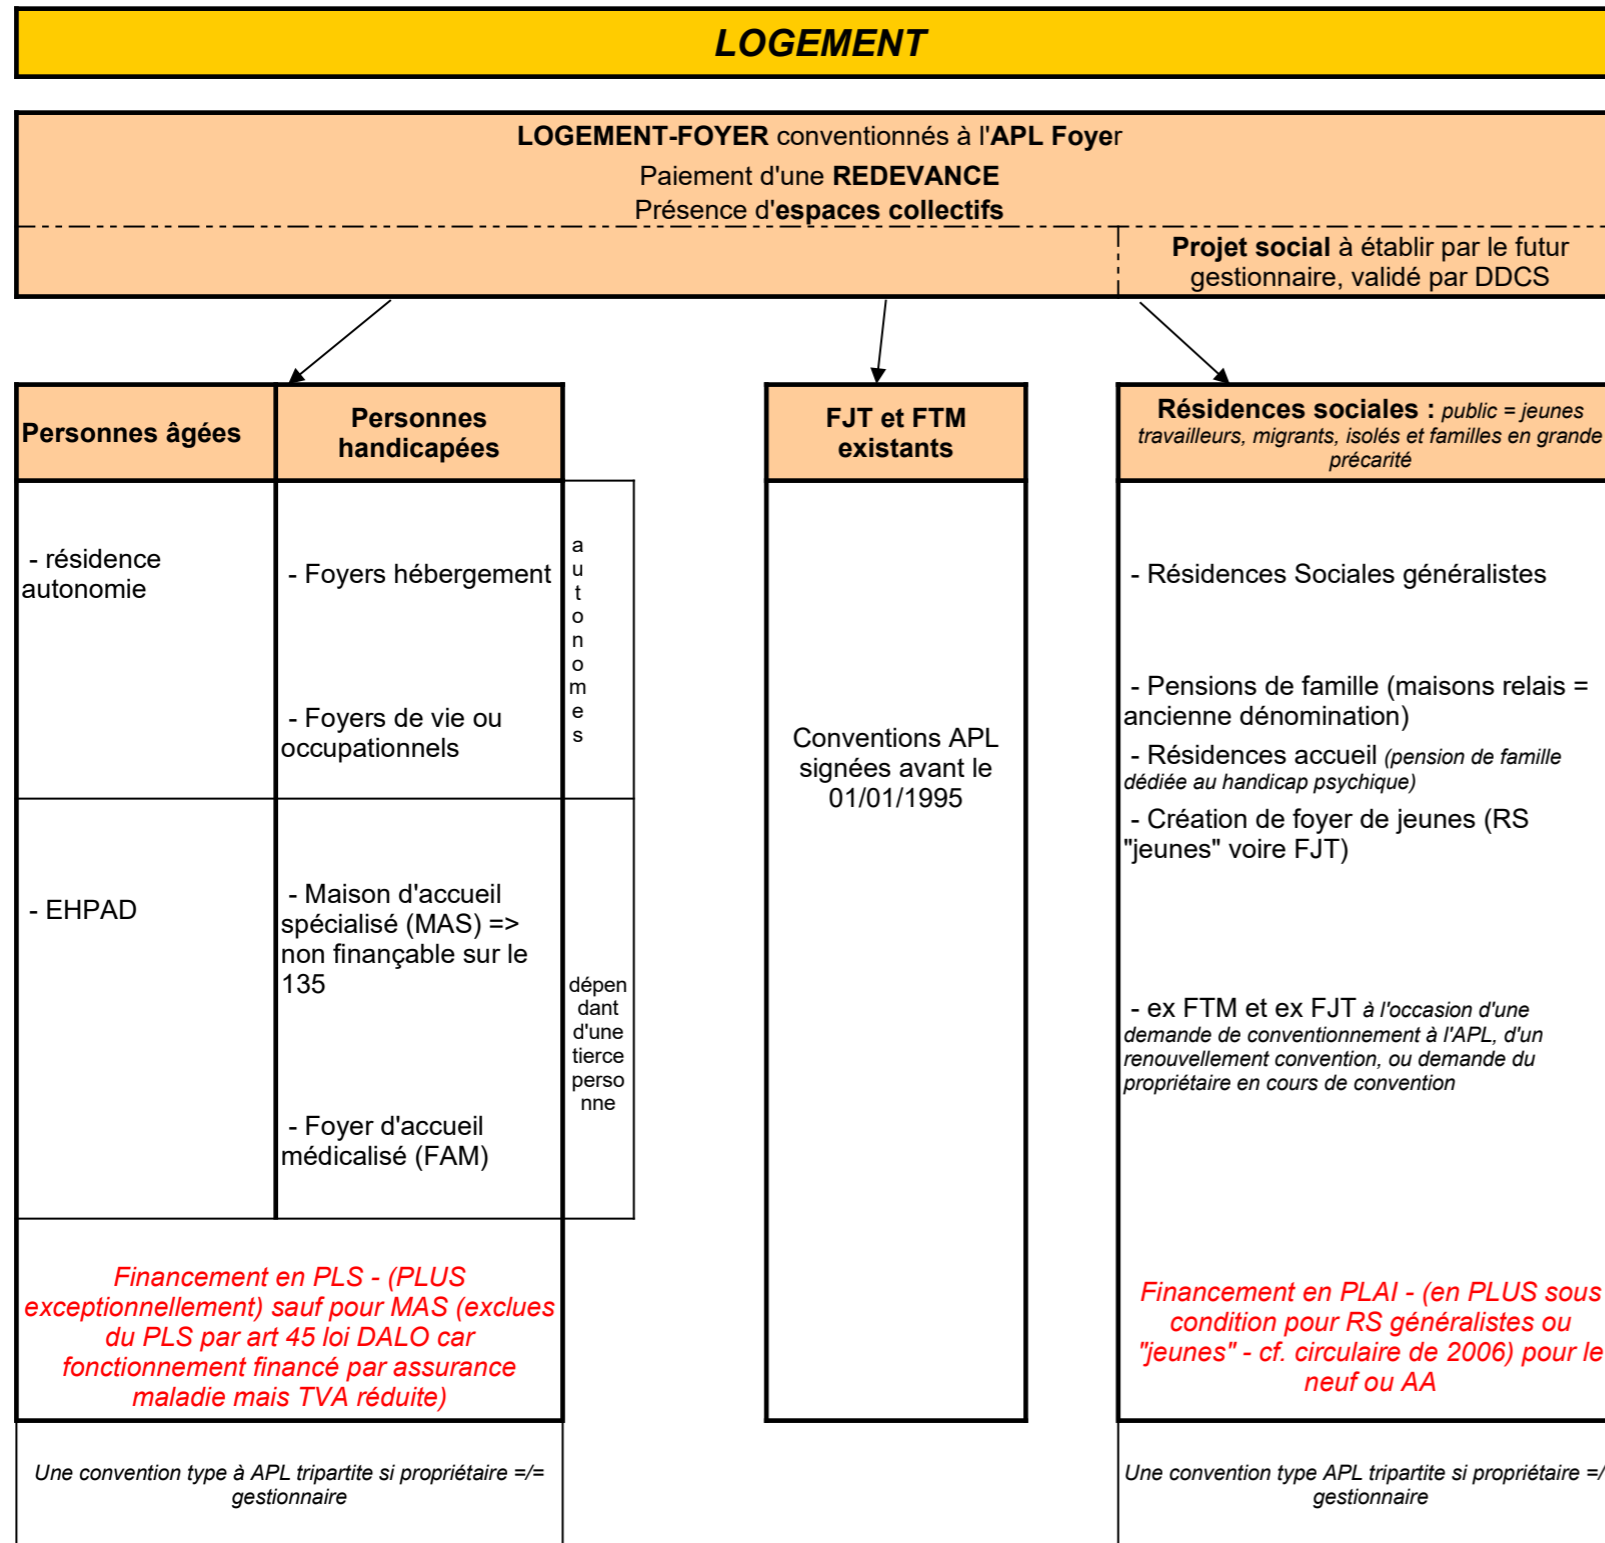 LOGEMENT
LOGEMENT-FOYER conventionnés à l'APL Foyer
Paiement d'une REDEVANCE
Présence d'espaces collectifs
Projet social à établir par le futur
gestionnaire, validé par DDCS
Personnes âgées
Personnes
handicapées
- résidence
autonomie
- Foyers hébergement
- Foyers de vie ou
occupationnels
a
u
t
o
n
o
m
e
s
- EHPAD
- Maison d'accueil
spécialisé (MAS) =>
non finançable sur le
135
- Foyer d'accueil
médicalisé (FAM)
dépen
dant
d'une
tierce
perso
nne
Financement en PLS - (PLUS
exceptionnellement) sauf pour MAS (exclues
du PLS par art 45 loi DALO car
fonctionnement financé par assurance
maladie mais TVA réduite)
Une convention type à APL tripartite si propriétaire =/=
gestionnaire
FJT et FTM
existants
Conventions APL
signées avant le
01/01/1995
Résidences sociales : public = jeunes
travailleurs, migrants, isolés et familles en grande
précarité
- Résidences Sociales généralistes
- Pensions de famille (maisons relais =
ancienne dénomination)
- Résidences accueil (pension de famille
dédiée au handicap psychique)
- Création de foyer de jeunes (RS
"jeunes" voire FJT)
- ex FTM et ex FJT à l'occasion d'une
demande de conventionnement à l'APL, d'un
renouvellement convention, ou demande du
propriétaire en cours de convention
Financement en PLAI - (en PLUS sous
condition pour RS généralistes ou
"jeunes" - cf. circulaire de 2006) pour le
neuf ou AA
Une convention type APL tripartite si propriétaire =/
gestionnaire